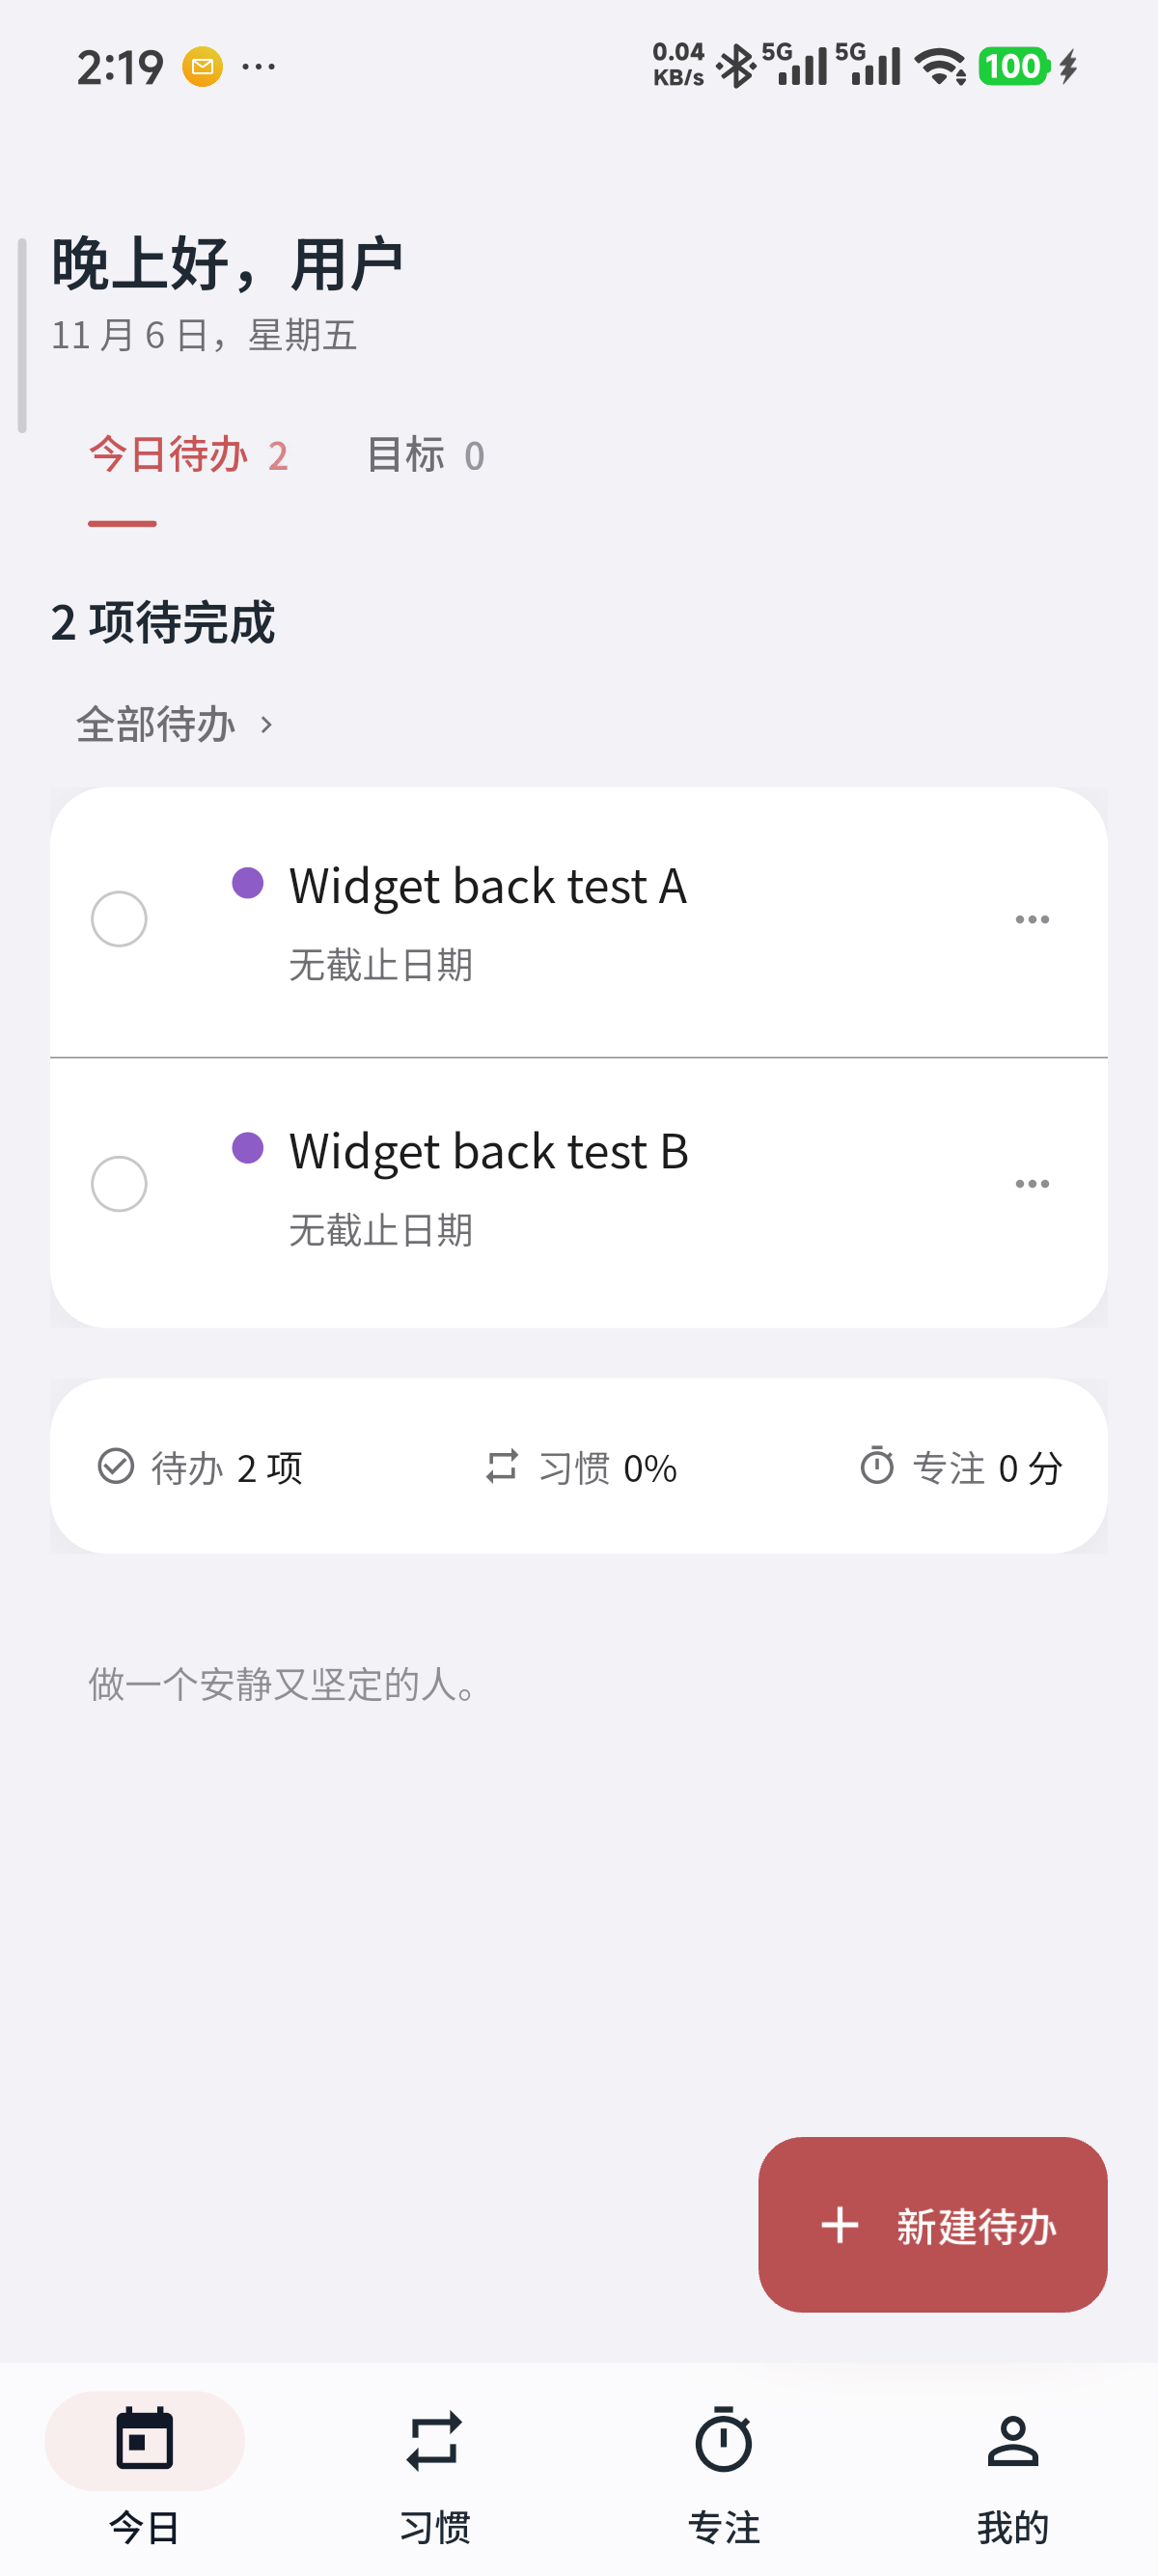 2:19 ... 0.04 KB/s 5G 5G 100
晚上好，用户
11 月 6 日，星期五
今日待办 2 目标 0
2 项待完成
全部待办 >
Widget back test A
无截止日期
Widget back test B
无截止日期
待办 2 项 习惯 0% 专注 0 分
做一个安静又坚定的人。
+ 新建待办
今日 习惯 专注 我的